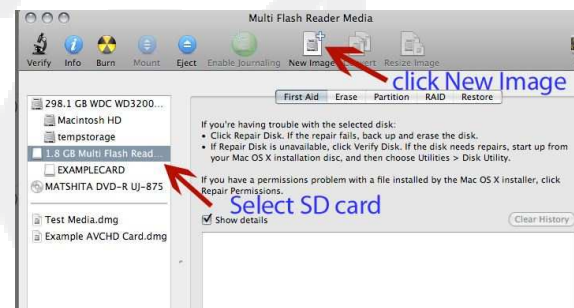 Multi Flash Reader Media
Verify Info Burn Mount Eject Enable Journaling New Image Convert Resize Image
click New Image
298.1 GB WDC WD3200...
Macintosh HD
tempstorage
1.8 GB Multi Flash Read...
EXAMPLECARD
MATSHITA DVD-R UJ-875
Test Media.dmg
Example AVCHD Card.dmg
First Aid Erase Partition RAID Restore
If you're having trouble with the selected disk:
• Click Repair Disk. If the repair fails, back up and erase the disk.
• If Repair Disk is unavailable, click Verify Disk. If the disk needs repairs, start up from
your Mac OS X installation disc, and then choose Utilities > Disk Utility.
If you have a permissions problem with a file installed by the Mac OS X installer, click
Repair Permissions.
Select SD card
Show details
Clear History